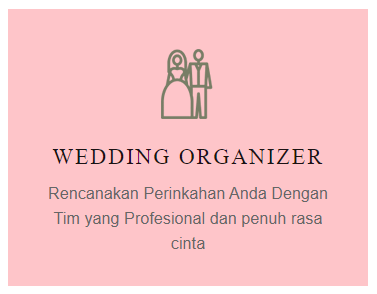 WEDDING ORGANIZER
Rencanakan Perinkahan Anda Dengan
Tim yang Profesional dan penuh rasa
cinta